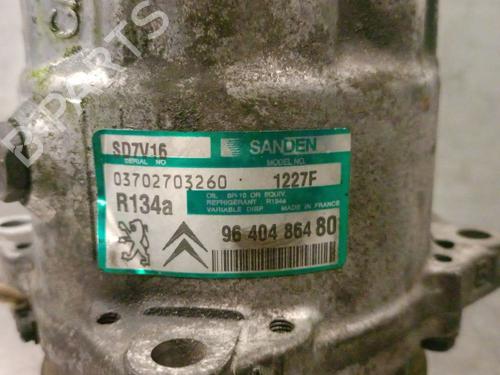 B-PARTS
SD7V16
SANDEN
SERIAL NO
MODEL NO.
03702703260
1227F
R134a
OIL SP-10 OR EQUIV.
REFRIGERANT R134a
VARIABLE DISP. MADE IN FRANCE
96 404 864 80